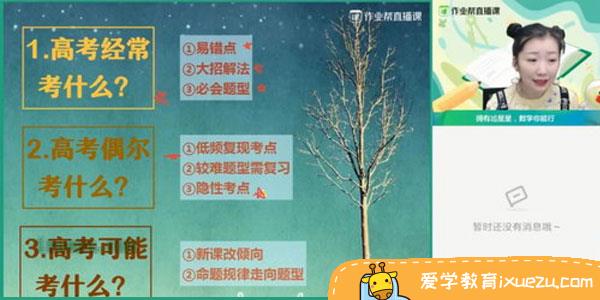 作业帮直播课
1.高考经常
考什么?
①易错点
②大招解法
③必会题型
2.高考偶尔
考什么?
①低频复现考点
②较难题型需复习
③隐性考点
3.高考可能
考什么?
①新课改倾向
②命题规律走向题型
作业帮直播课
拥有尬星星，数学你能行
暂时还没有消息哦~
爱学教育ixuezu.com